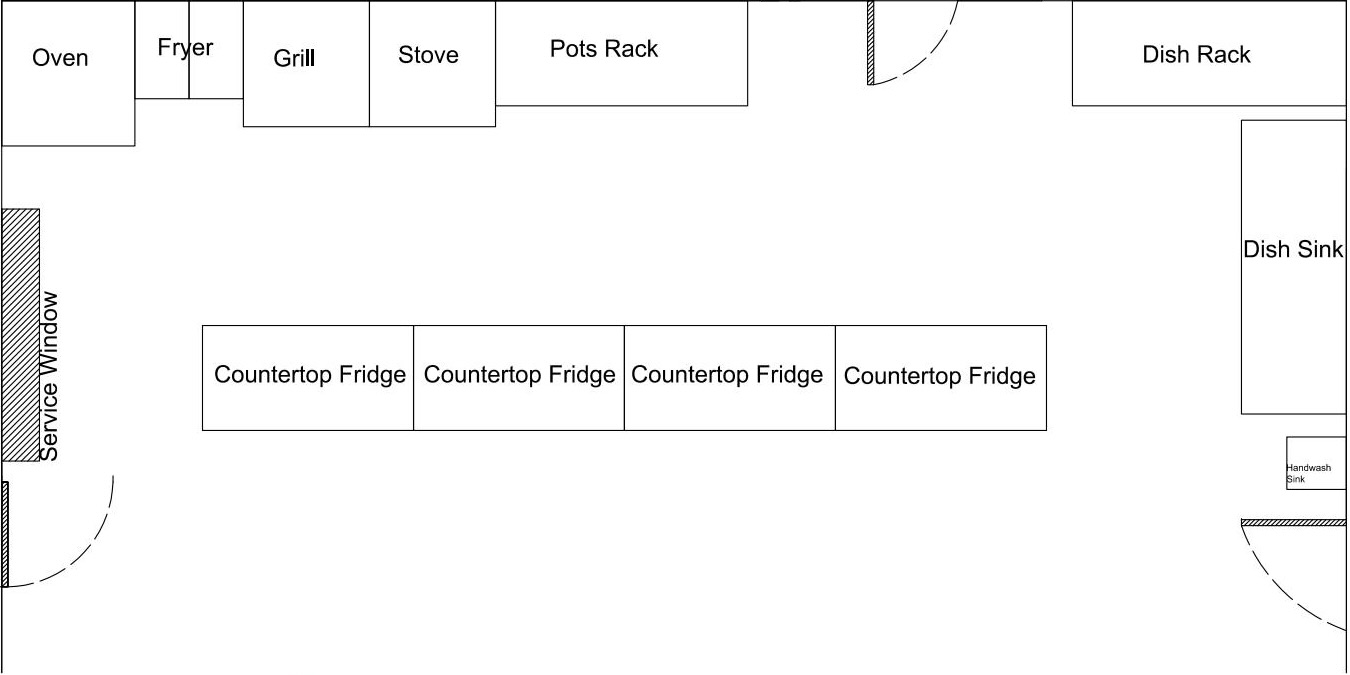 Oven
Fryer
Grill
Stove
Pots Rack
Dish Rack
Dish Sink
Service Window
Countertop Fridge
Countertop Fridge
Countertop Fridge
Countertop Fridge
Handwash
Sink